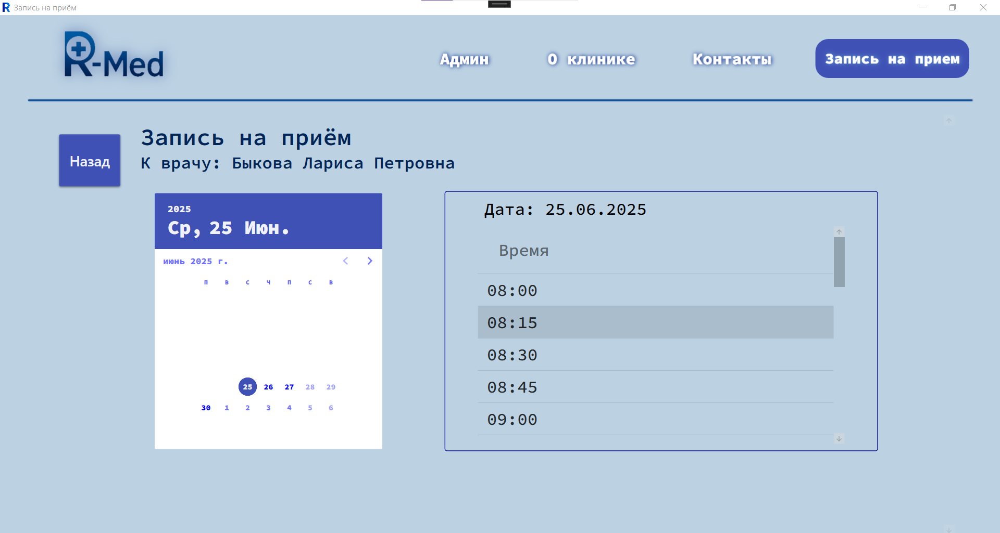 Запись на приём
R-Med
Админ
О клинике
Контакты
Запись на прием
Назад
Запись на приём
К врачу: Быкова Лариса Петровна
2025
Ср, 25 Июн.
июнь 2025 г.
п в с ч п с в
25 26 27 28 29
30 1 2 3 4 5 6
Дата: 25.06.2025
Время
08:00
08:15
08:30
08:45
09:00